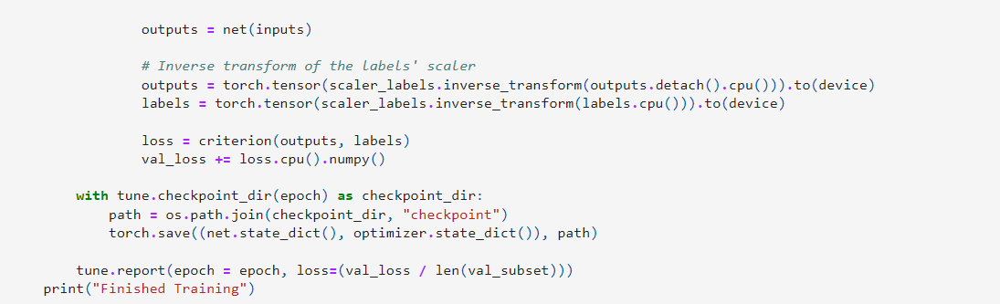 outputs = net(inputs)
# Inverse transform of the labels' scaler
outputs = torch.tensor(scaler_labels.inverse_transform(outputs.detach().cpu())).to(device)
labels = torch.tensor(scaler_labels.inverse_transform(labels.cpu())).to(device)
loss = criterion(outputs, labels)
val_loss += loss.cpu().numpy()
with tune.checkpoint_dir(epoch) as checkpoint_dir:
path = os.path.join(checkpoint_dir, "checkpoint")
torch.save((net.state_dict(), optimizer.state_dict()), path)
tune.report(epoch = epoch, loss=(val_loss / len(val_subset)))
print("Finished Training")